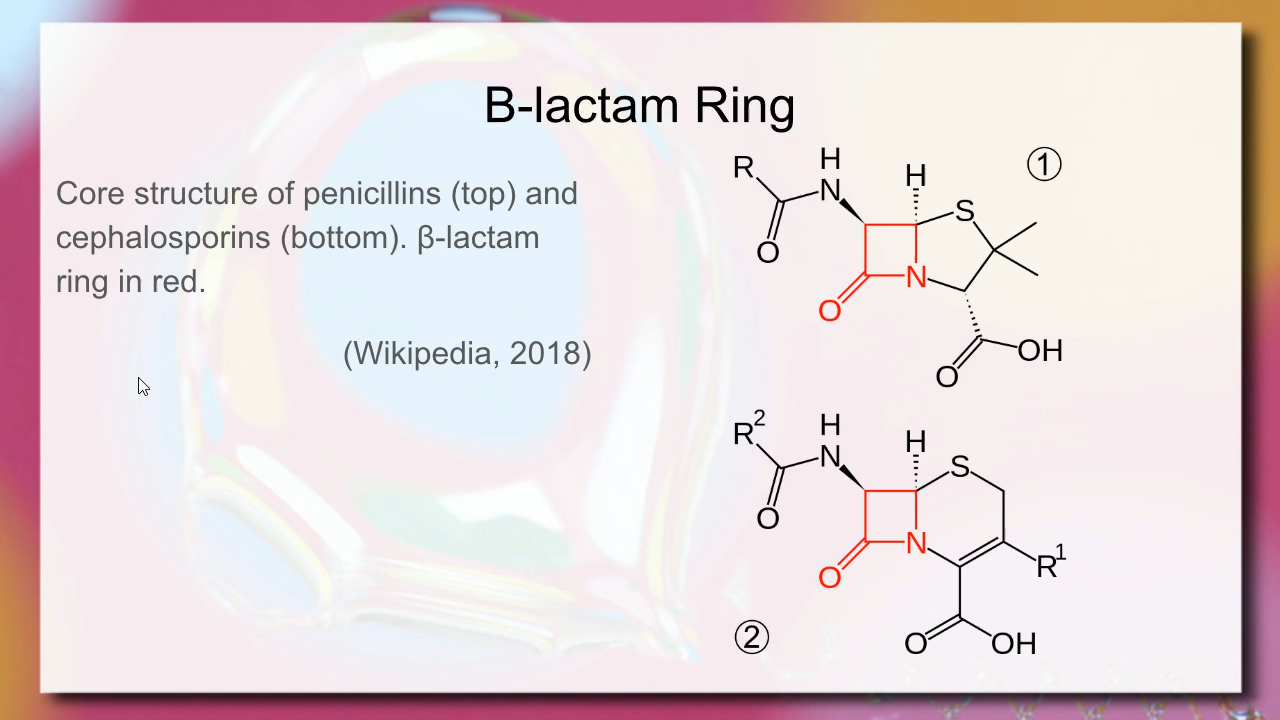 B-lactam Ring
Core structure of penicillins (top) and
cephalosporins (bottom). β-lactam
ring in red.
(Wikipedia, 2018)
①
R
H
N
H
S
O
N
O
OH
O
R²
H
N
H
S
O
N
O
R¹
②
O
OH